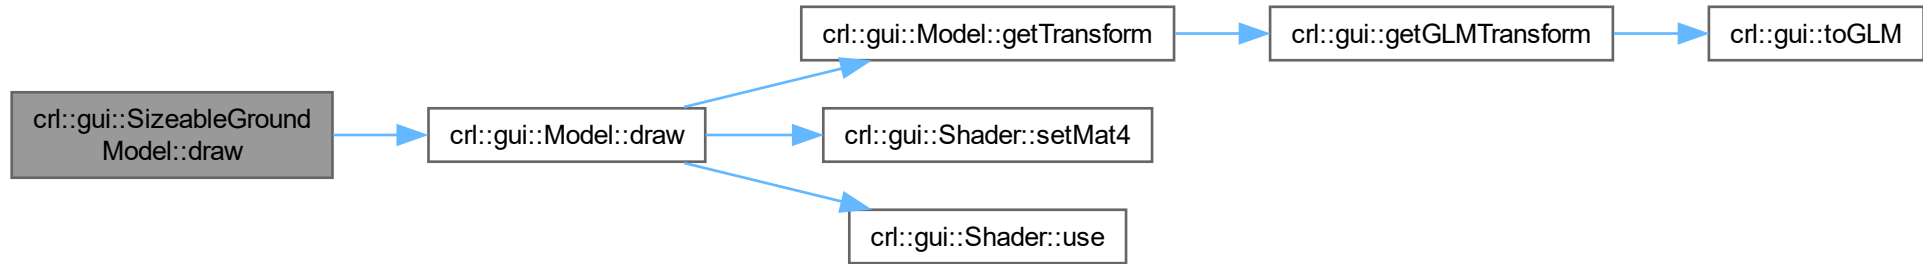 crl::gui::Model::getTransform
crl::gui::getGLMTransform
crl::gui::toGLM
crl::gui::SizeableGround
Model::draw
crl::gui::Model::draw
crl::gui::Shader::setMat4
crl::gui::Shader::use